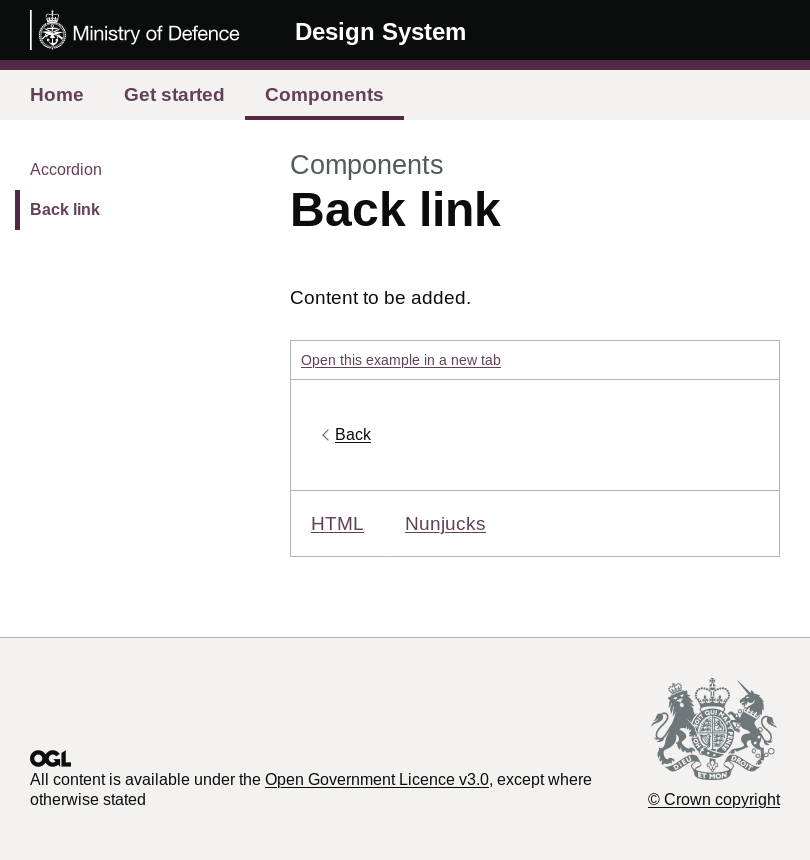 Ministry of Defence
Design System
Home Get started Components
Accordion
Back link
Components
Back link
Content to be added.
Open this example in a new tab
Back
HTML Nunjucks
OGL
All content is available under the Open Government Licence v3.0, except where
otherwise stated
DIEU ET MON DROIT
© Crown copyright